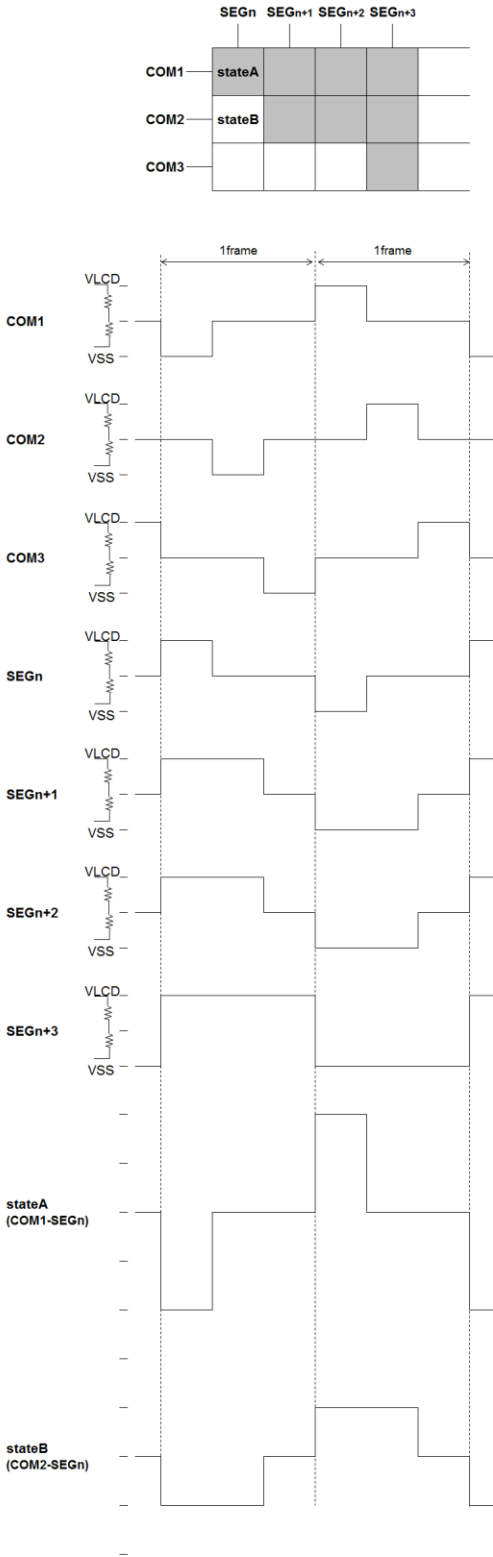 SEGn SEGn+1 SEGn+2 SEGn+3
COM1 stateA
COM2 stateB
COM3
1frame 1frame
VLCD
COM1
VSS
VLCD
COM2
VSS
VLCD
COM3
VSS
VLCD
SEGn
VSS
VLCD
SEGn+1
VSS
VLCD
SEGn+2
VSS
VLCD
SEGn+3
VSS
stateA
(COM1-SEGn)
stateB
(COM2-SEGn)